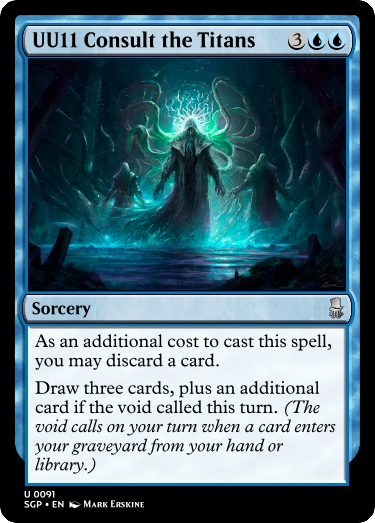 UU11 Consult the Titans 3
Sorcery
As an additional cost to cast this spell,
you may discard a card.
Draw three cards, plus an additional
card if the void called this turn. (The
void calls on your turn when a card enters
your graveyard from your hand or
library.)
U 0091
SGP • EN Mark Erskine